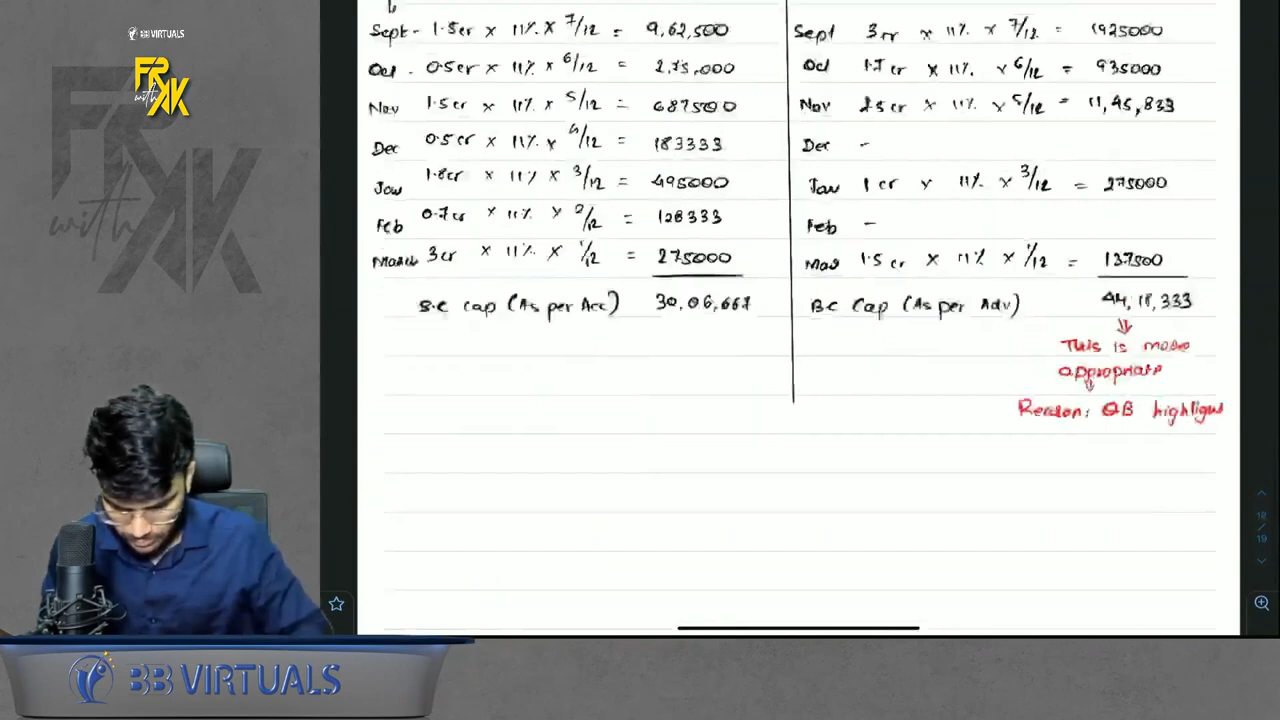 BB VIRTUALS
FR
with AK
FR
with AK
Sept - 1.5cr x 11% x 7/12 = 9,62,500
Oct - 0.5cr x 11% x 6/12 = 2,75,000
Nov 1.5cr x 11% x 5/12 = 687500
Dec 0.5cr x 11% x 4/12 = 183333
Jan 1.8cr x 11% x 3/12 = 495000
Feb 0.7cr x 11% x 2/12 = 128333
March 3cr x 11% x 1/12 = 275000
B.C Cap (As per Acc) 30,06,667
Sept 3cr x 11% x 7/12 = 1925000
Oct 1.7cr x 11% x 6/12 = 935000
Nov 2.5cr x 11% x 5/12 = 11,45,833
Dec -
Jan 1cr x 11% x 3/12 = 275000
Feb -
Mar 1.5cr x 11% x 1/12 = 137500
BC Cap (As per Adv) 44,18,333
This is more
appropriate
Reason: QB highlights
18
/
19
BB VIRTUALS